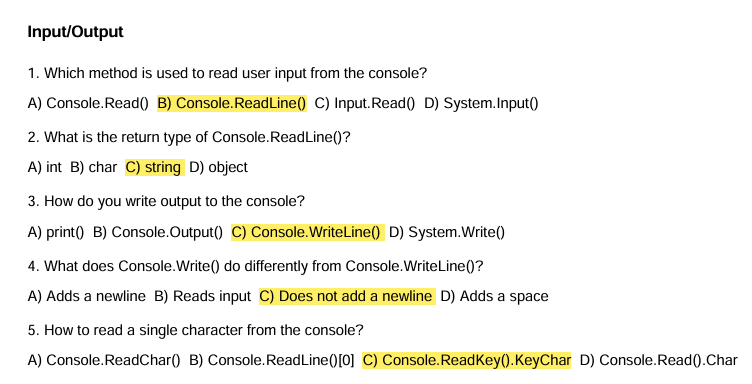 Input/Output
1. Which method is used to read user input from the console?
A) Console.Read()  B) Console.ReadLine()  C) Input.Read()  D) System.Input()
2. What is the return type of Console.ReadLine()?
A) int  B) char  C) string  D) object
3. How do you write output to the console?
A) print()  B) Console.Output()  C) Console.WriteLine()  D) System.Write()
4. What does Console.Write() do differently from Console.WriteLine()?
A) Adds a newline  B) Reads input  C) Does not add a newline  D) Adds a space
5. How to read a single character from the console?
A) Console.ReadChar()  B) Console.ReadLine()[0]  C) Console.ReadKey().KeyChar  D) Console.Read().Char